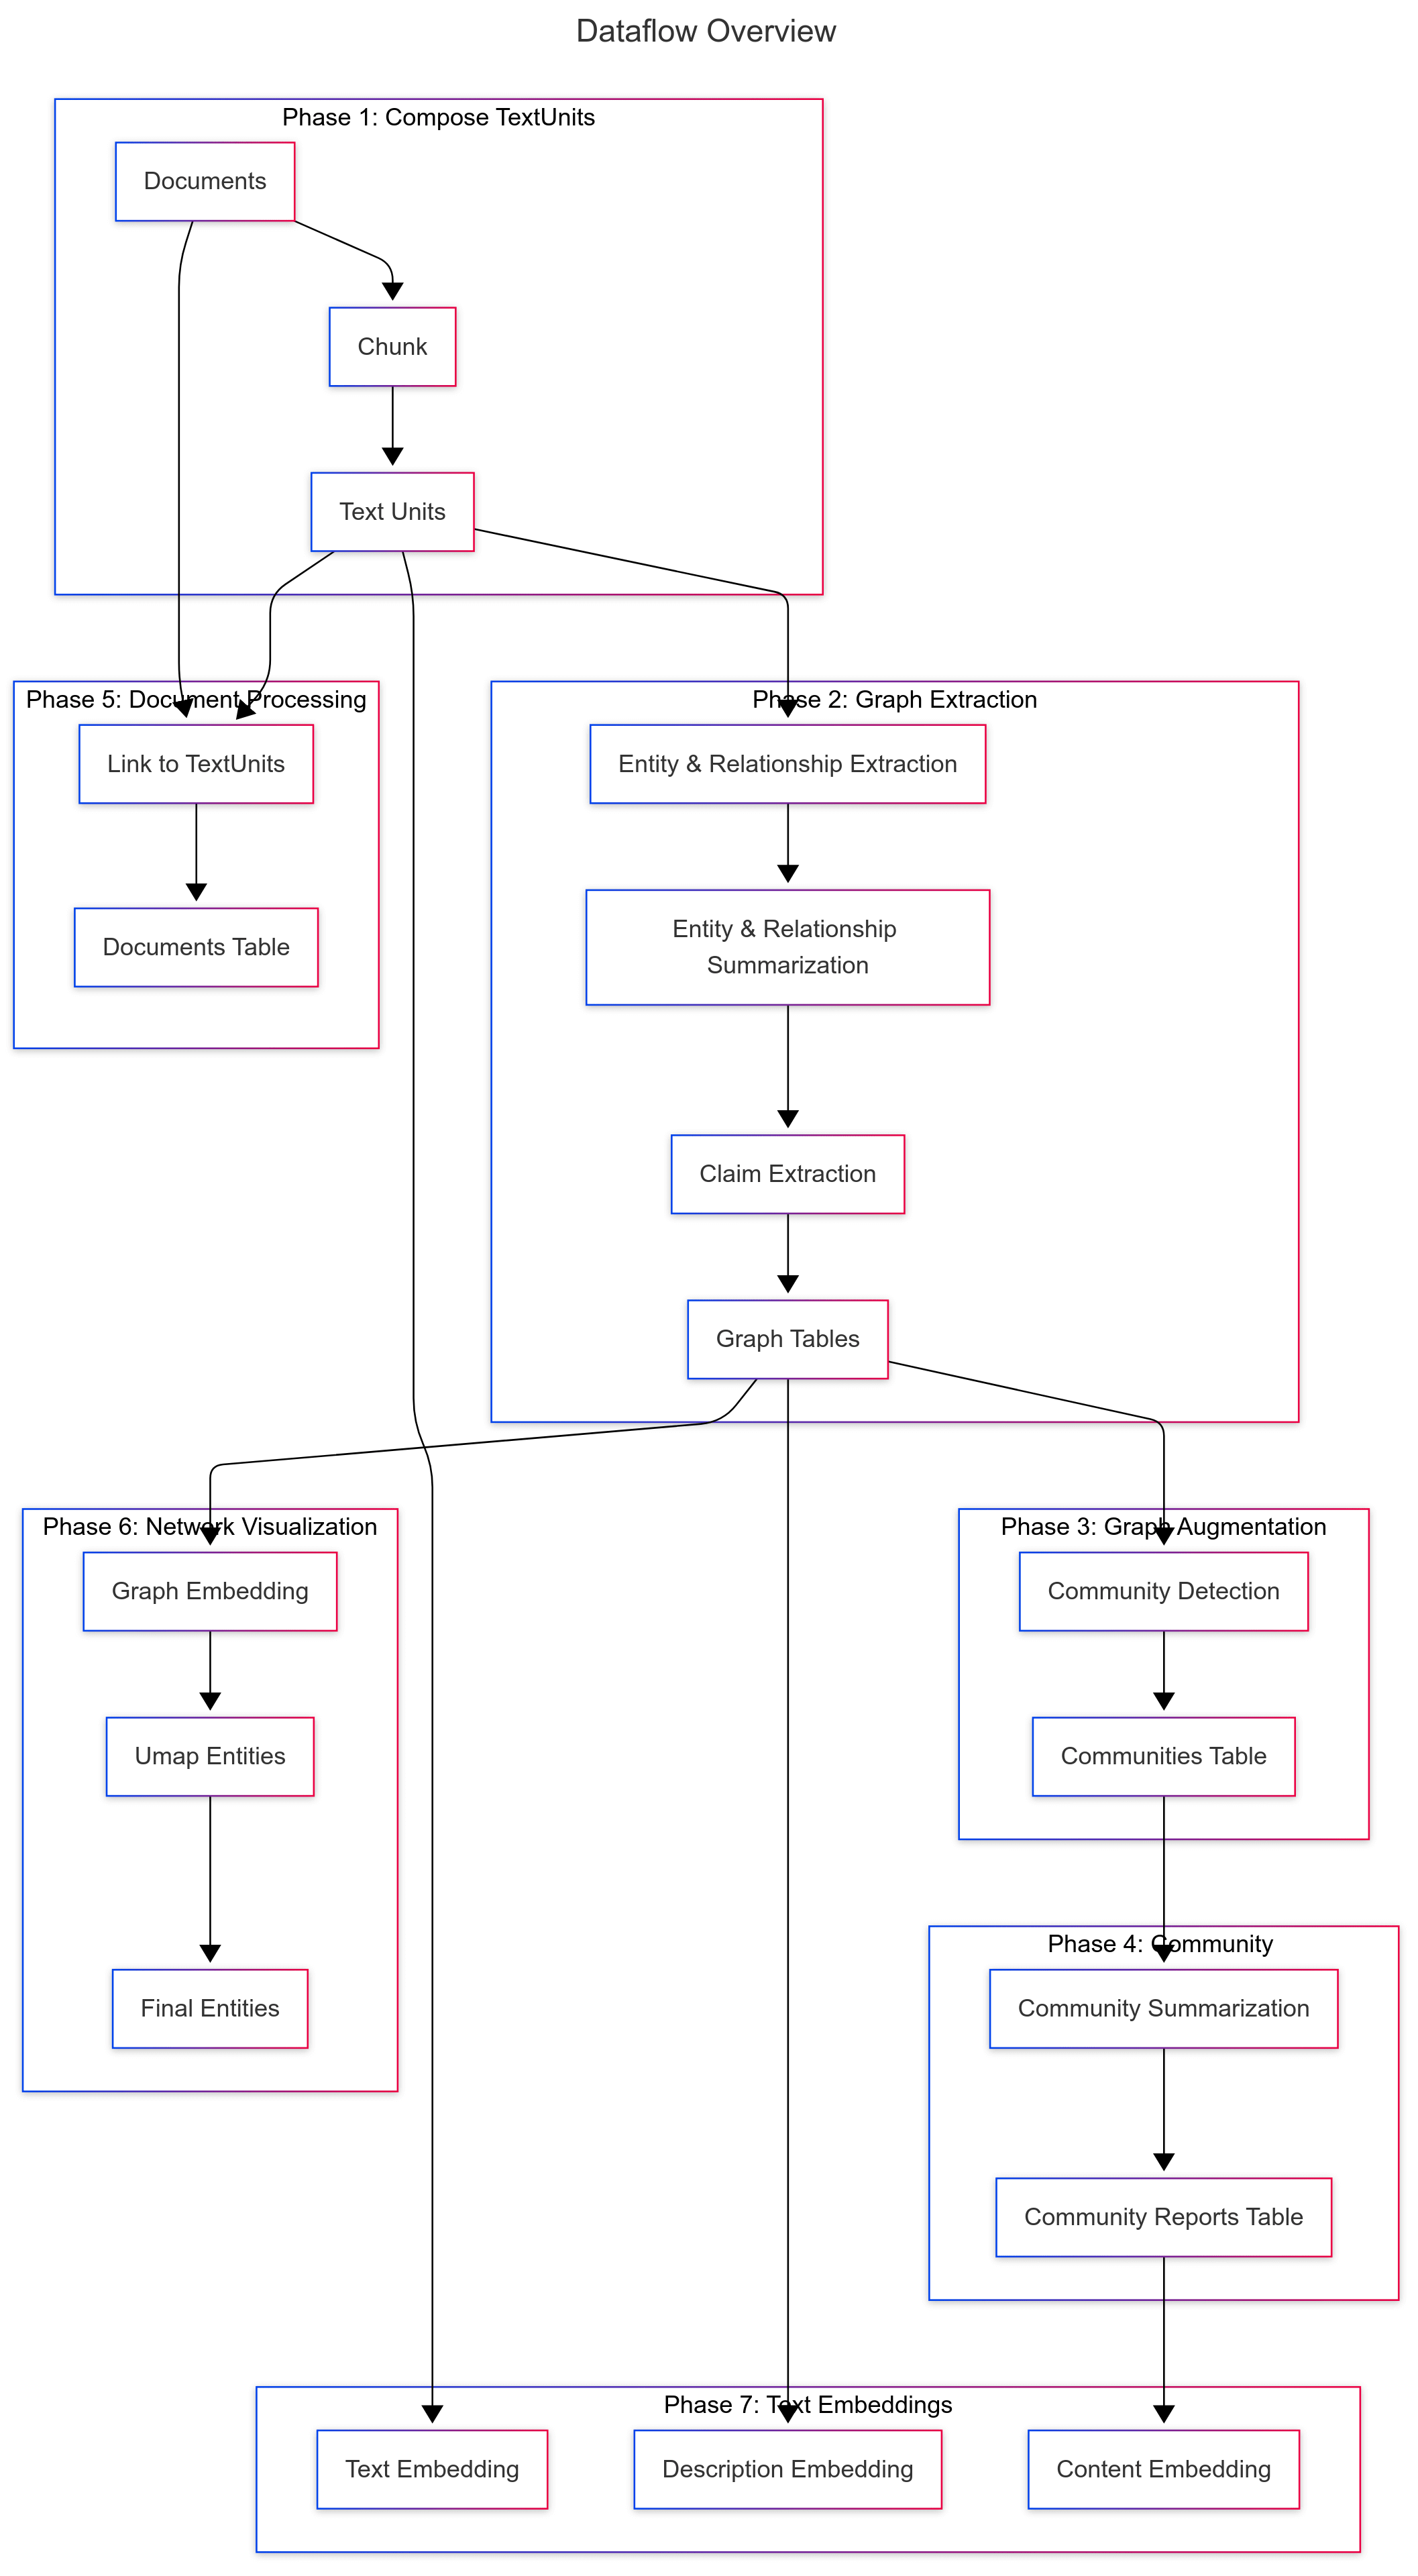 Dataflow Overview
Phase 1: Compose TextUnits
Documents
Chunk
Text Units
Phase 5: Document Processing
Link to TextUnits
Documents Table
Phase 2: Graph Extraction
Entity & Relationship Extraction
Entity & Relationship
Summarization
Claim Extraction
Graph Tables
Phase 6: Network Visualization
Graph Embedding
Umap Entities
Final Entities
Phase 3: Graph Augmentation
Community Detection
Communities Table
Phase 4: Community
Community Summarization
Community Reports Table
Phase 7: Text Embeddings
Text Embedding
Description Embedding
Content Embedding